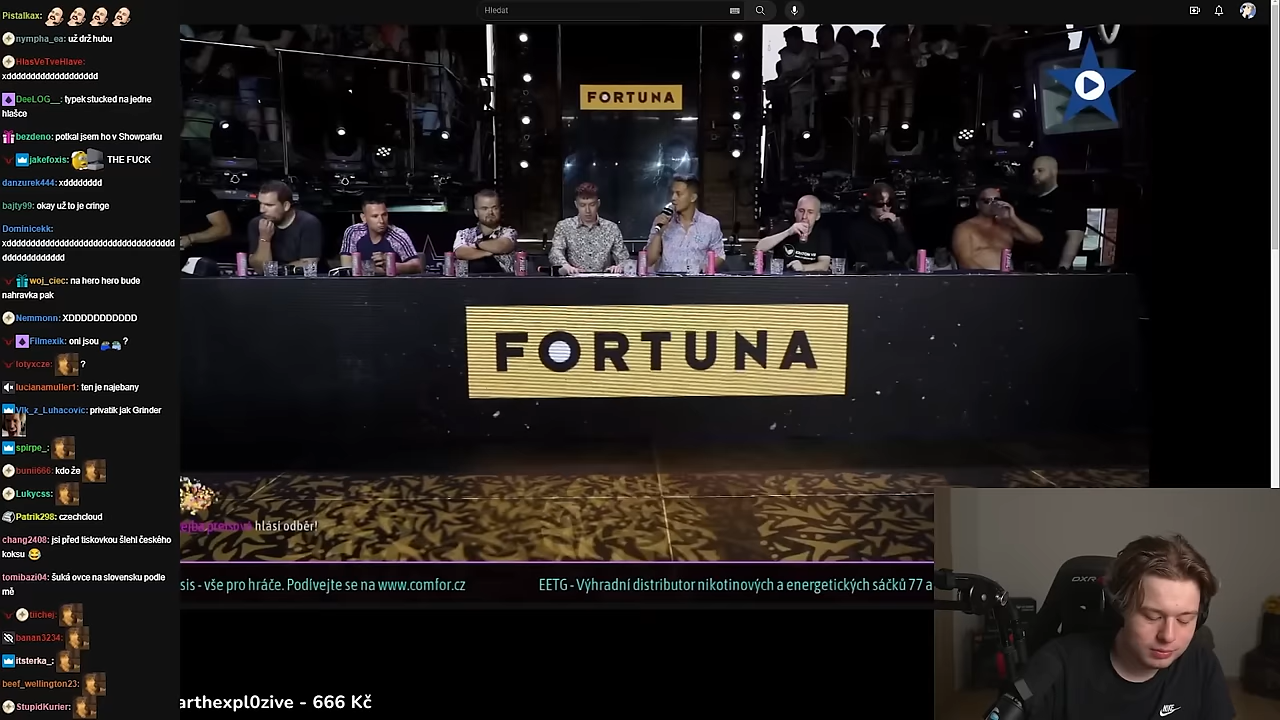 Pistalkax:
nympha_ea: už drž hubu
HlasVeTveHlave:
xddddddddddddddddddd
DeeLOG__: typek stucked na jedne
hlašce
bezdeno: potkal jsem ho v Showparku
jakefoxis: THE FUCK
danzurek444: xdddddddd
bajty99: okay už to je cringe
Dominicekk:
woj_ciec: na hero hero bude
nahravka pak
Nemmonn: XDDDDDDDDDDD
Filmexik: oni jsou ?
lotyxcze: ?
lucianamuller1: ten je najebany
Vlk_z_Luhacovic: privatik jak Grinder
spirpe_:
bunii666: kdo že
Lukycss:
Patrik298: czechcloud
chang2408: jsi před tiskovkou šlehl českého
koksu
tomibazi04: šuká ovce na slovensku podle
mě
tiichej:
banan3234:
itsterka_:
beef_wellington23:
StupidKurier:
Hledat
FORTUNA
FORTUNA
hlásí odběr!
sis - vše pro hráče. Podívejte se na www.comfor.cz
EETG - Výhradní distributor nikotinových a energetických sáčků 77 a
arthexpl0zive - 666 Kč
DXR